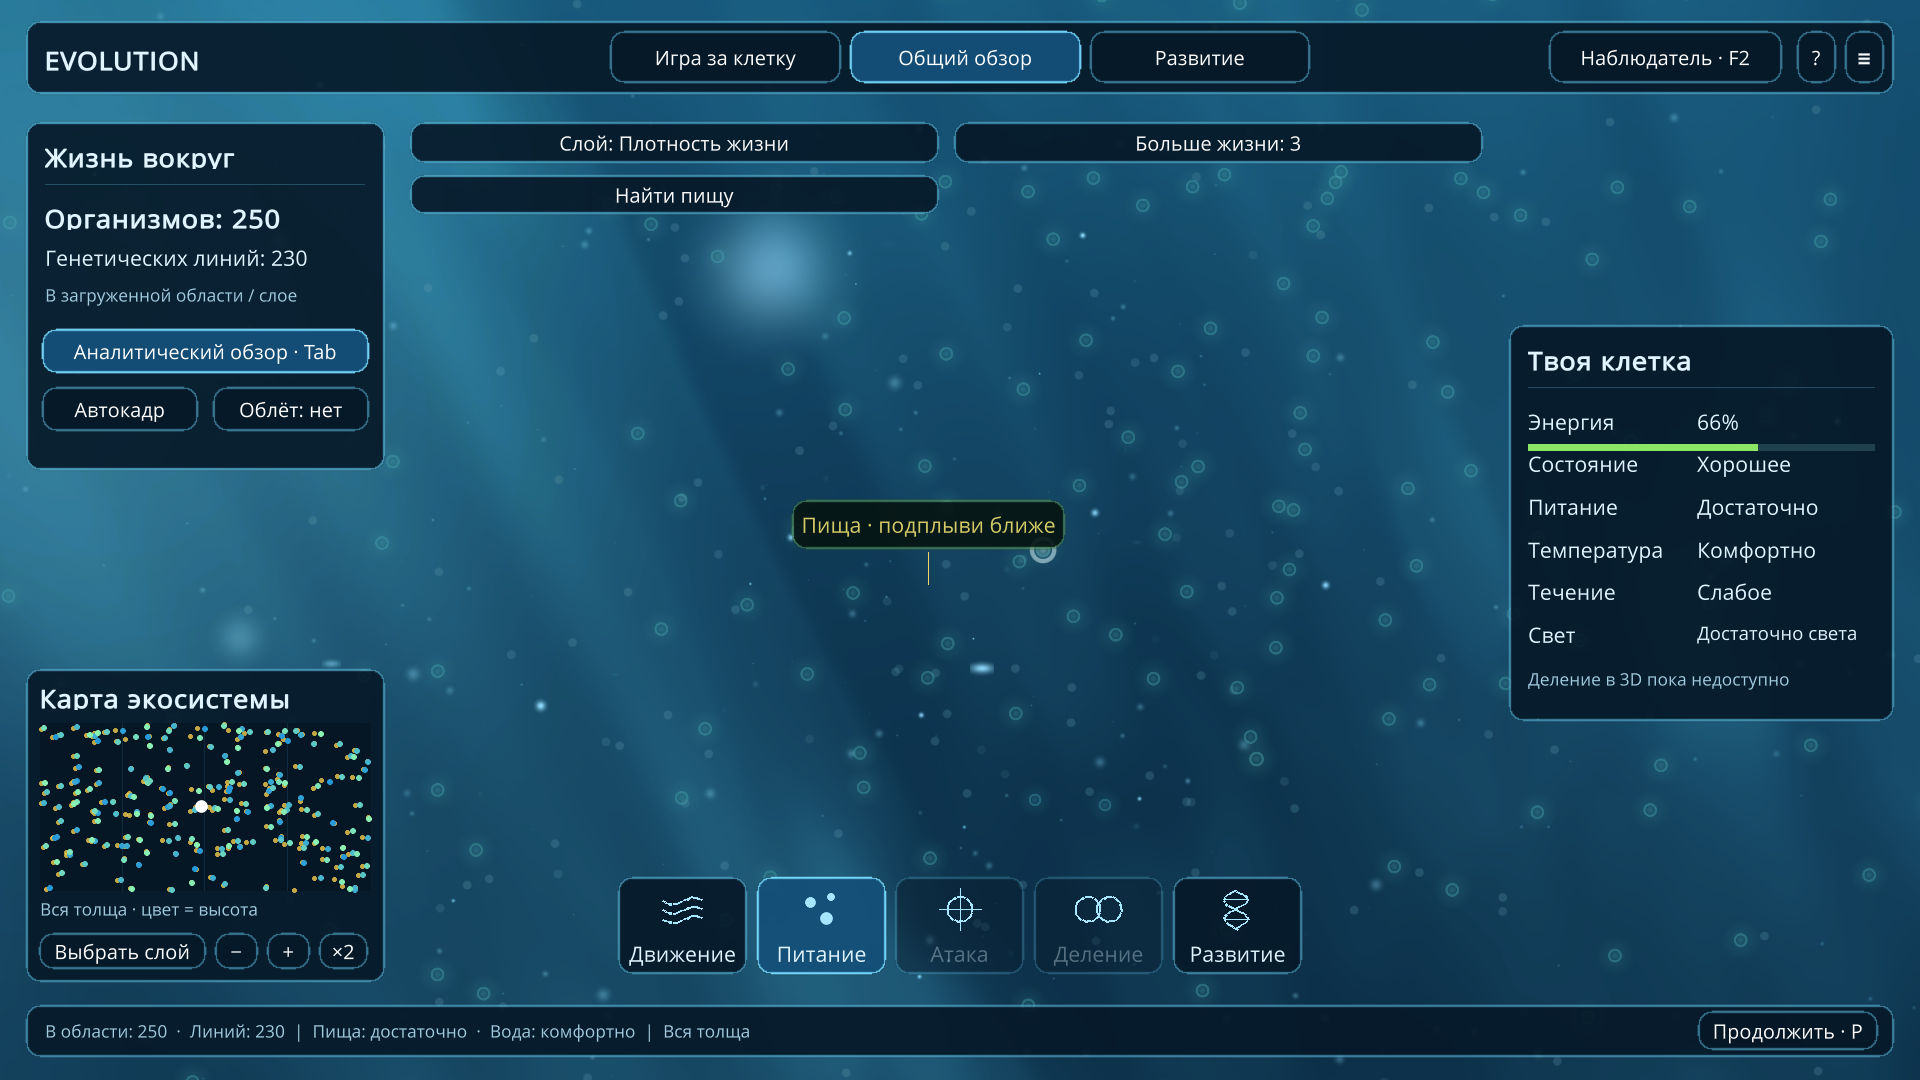 EVOLUTION
Игра за клетку
Общий обзор
Развитие
Наблюдатель · F2
?
≡
Жизнь вокруг
Организмов: 250
Генетических линий: 230
В загруженной области / слое
Аналитический обзор · Tab
Автокадр
Облёт: нет
Слой: Плотность жизни
Больше жизни: 3
Найти пищу
Пища · подплыви ближе
Твоя клетка
Энергия 66%
Состояние Хорошее
Питание Достаточно
Температура Комфортно
Течение Слабое
Свет Достаточно света
Деление в 3D пока недоступно
Карта экосистемы
Вся толща · цвет = высота
Выбрать слой
−
+
×2
Движение
Питание
Атака
Деление
Развитие
В области: 250 · Линий: 230 | Пища: достаточно · Вода: комфортно | Вся толща
Продолжить · P